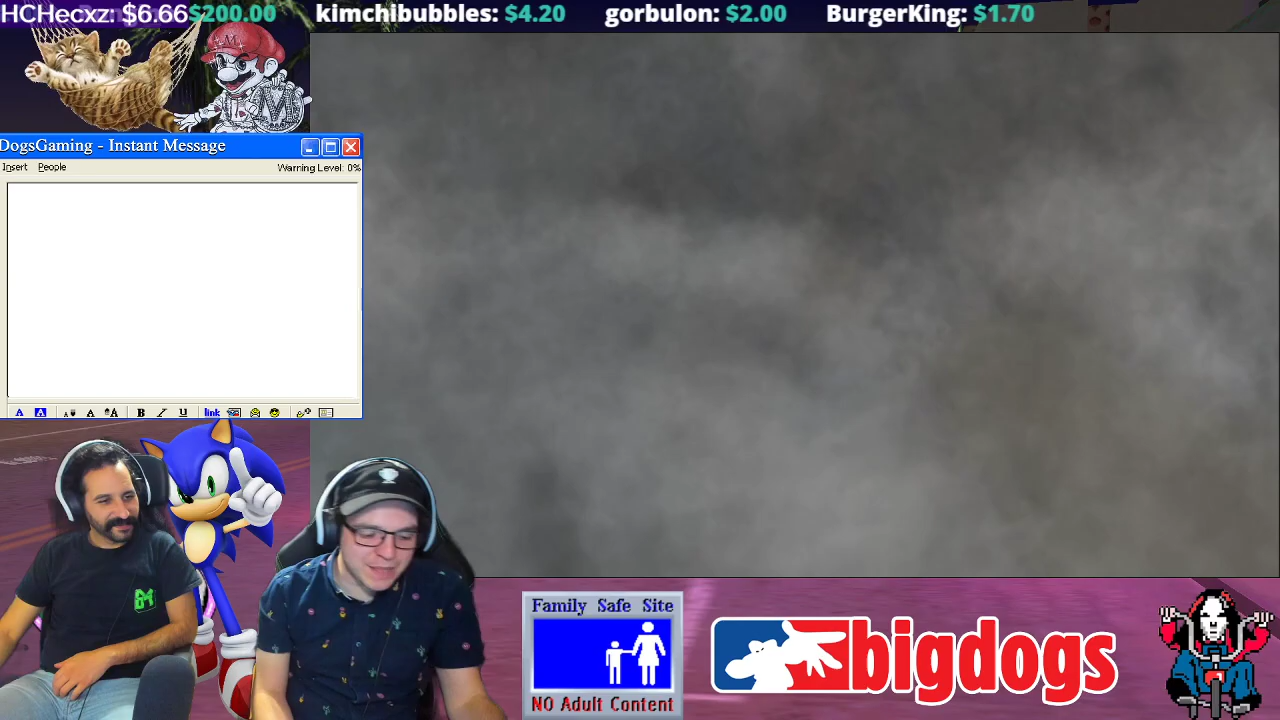 HCHecxz: $6.66 $200.00 kimchibubbles: $4.20 gorbulon: $2.00 BurgerKing: $1.70
DogsGaming - Instant Message
Insert People Warning Level: 0%
A A A A A B I U link
Family Safe Site
NO Adult Content
bigdogs